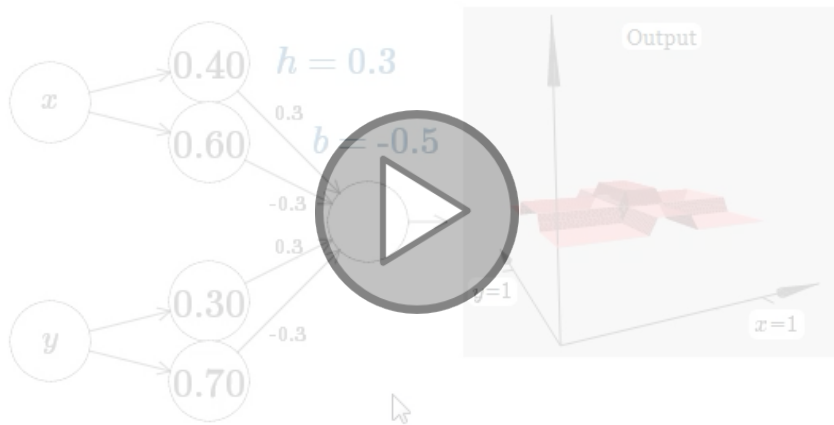 x
0.40
0.60
h = 0.3
0.3
b = -0.5
-0.3
0.3
y
0.30
0.70
-0.3
Output
y=1
x=1